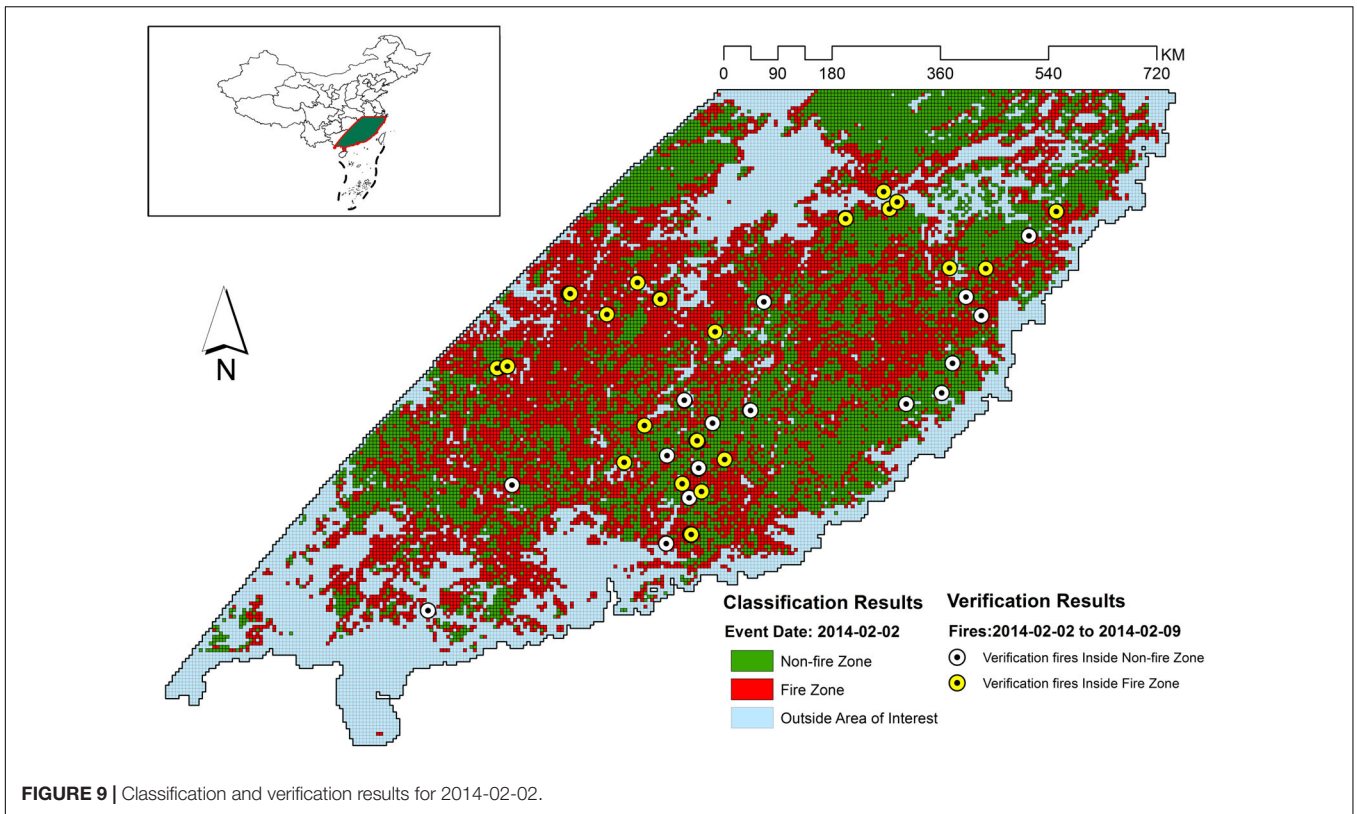 KM
0 90 180 360 540 720
N
Classification Results
Event Date: 2014-02-02
Non-fire Zone
Fire Zone
Outside Area of Interest
Verification Results
Fires:2014-02-02 to 2014-02-09
Verification fires Inside Non-fire Zone
Verification fires Inside Fire Zone
FIGURE 9 | Classification and verification results for 2014-02-02.